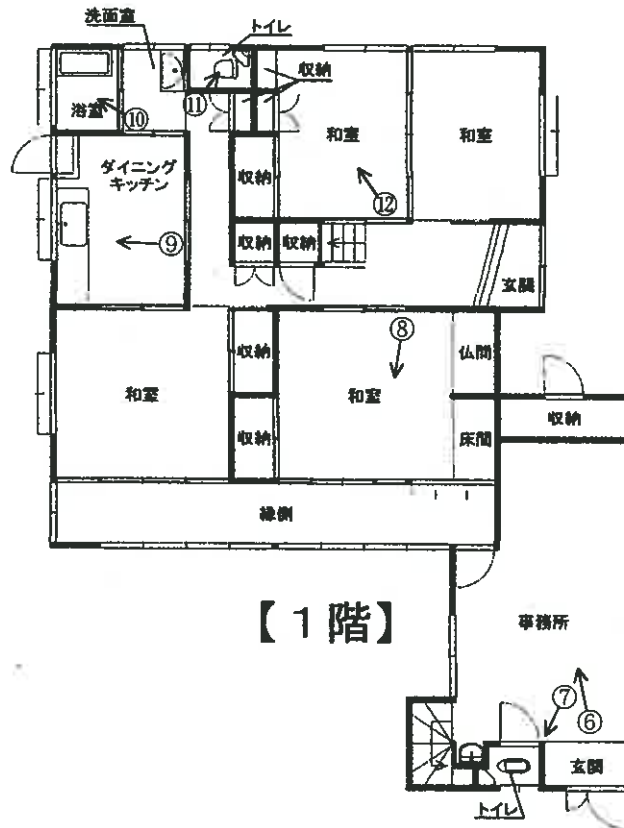 洗面室
トイレ
収納
浴室
⑩
⑪
和室
和室
ダイニング
キッチン
収納
⑫
⑨
収納
収納
玄関
⑧
収納
仏間
和室
和室
収納
収納
床間
縁側
【1階】
事務所
⑦
⑥
玄関
トイレ